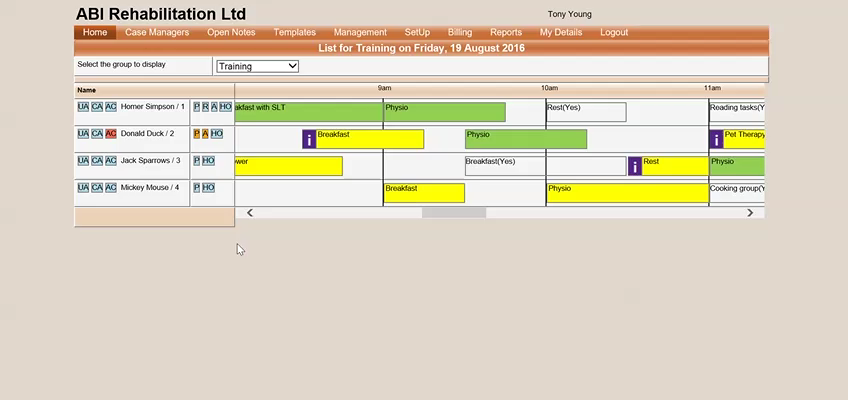 ABI Rehabilitation Ltd
Tony Young
Home Case Managers Open Notes Templates Management SetUp Billing Reports My Details Logout
List for Training on Friday, 19 August 2016
Select the group to display Training
Name 9am 10am 11am
UA CA AC Homer Simpson / 1 P R A HO akfast with SLT Physio Rest(Yes) Reading tasks(Y
UA CA AC Donald Duck / 2 P A HO i Breakfast Physio i Pet Therapy
UA CA AC Jack Sparrows / 3 P HO wer Breakfast(Yes) i Rest Physio
UA CA AC Mickey Mouse / 4 P HO Breakfast Physio Cooking group(Y